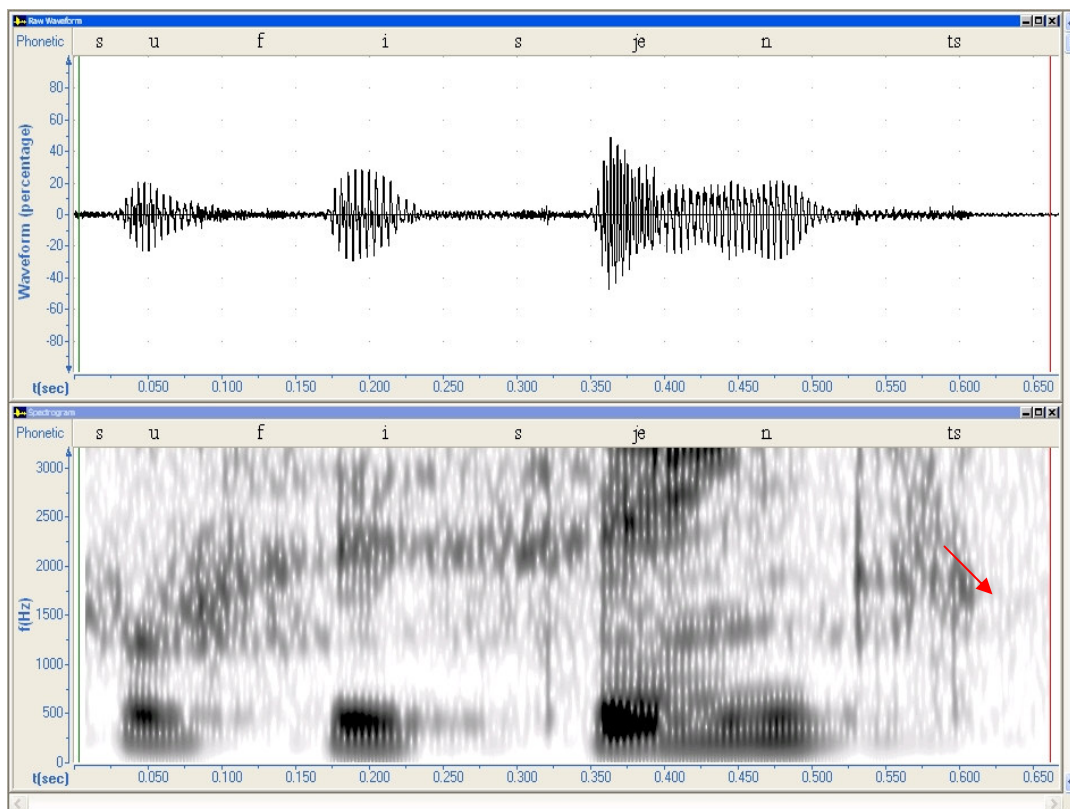 Raw Waveform
Phonetic s u f i s je n ts
Waveform (percentage)
80
60
40
20
0
-20
-40
-60
-80
t(sec) 0.050 0.100 0.150 0.200 0.250 0.300 0.350 0.400 0.450 0.500 0.550 0.600 0.650
Spectrogram
Phonetic s u f i s je n ts
f(Hz)
3000
2500
2000
1500
1000
500
0
t(sec) 0.050 0.100 0.150 0.200 0.250 0.300 0.350 0.400 0.450 0.500 0.550 0.600 0.650